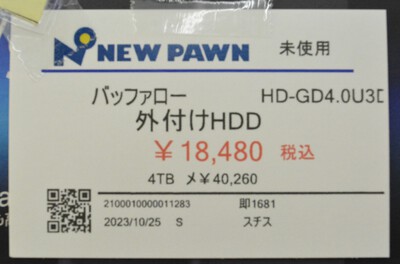 NEW PAWN 未使用
バッファロー HD-GD4.0U3D
外付けHDD
￥18,480 税込
4TB メ￥40,260
2100010000011283 即1681
2023/10/25 S スチス